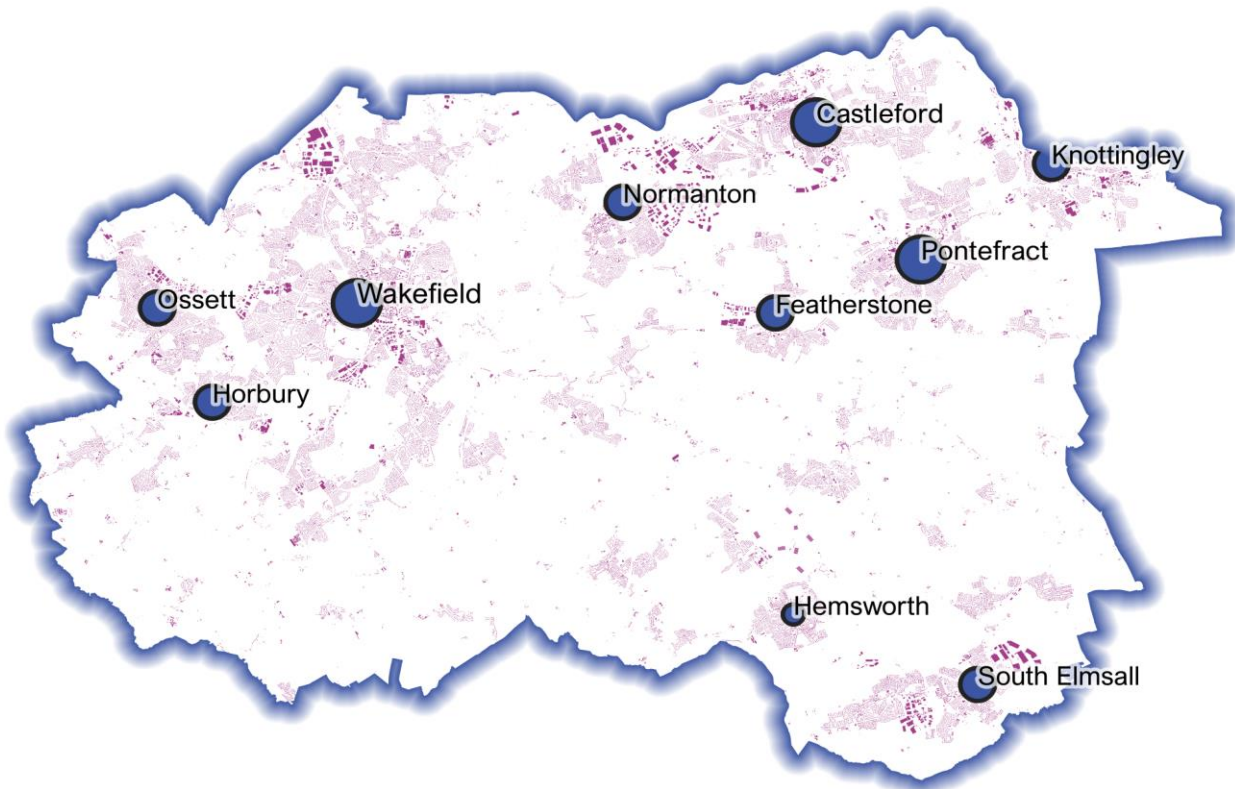 Castleford
Knottingley
Normanton
Pontefract
Ossett
Wakefield
Featherstone
Horbury
Hemsworth
South Elmsall